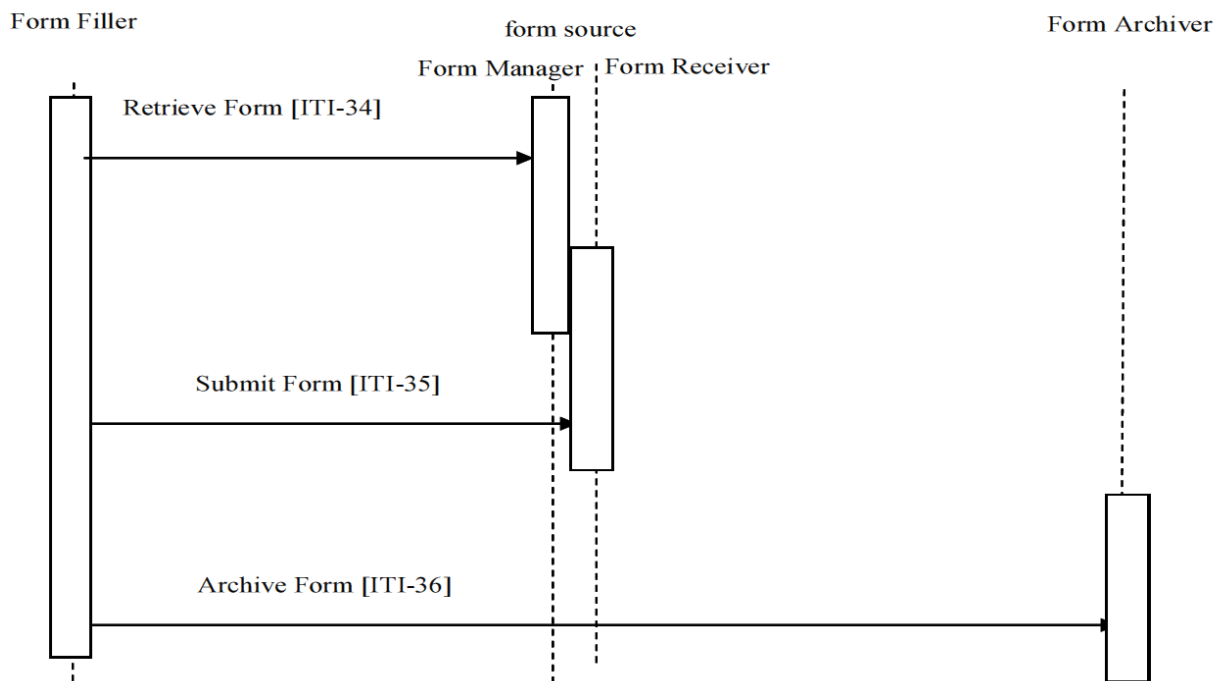 Form Filler
form source
Form Archiver
Form Manager
Form Receiver
Retrieve Form [ITI-34]
Submit Form [ITI-35]
Archive Form [ITI-36]